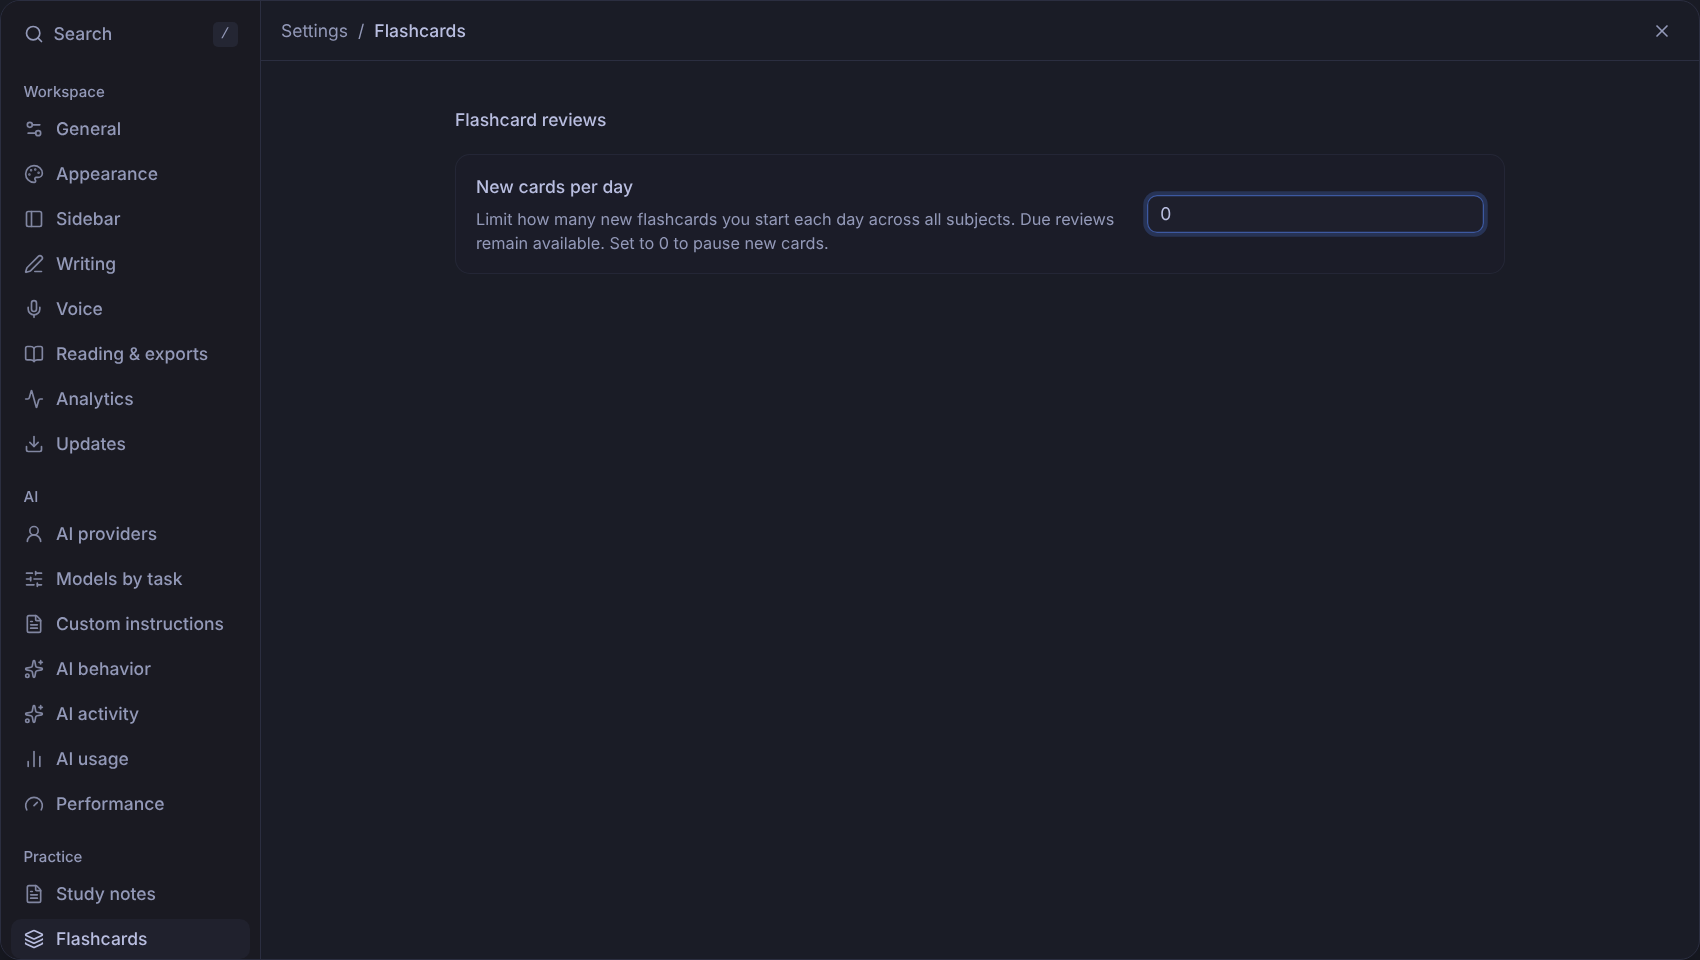 Search
/
Workspace
General
Appearance
Sidebar
Writing
Voice
Reading & exports
Analytics
Updates
AI
AI providers
Models by task
Custom instructions
AI behavior
AI activity
AI usage
Performance
Practice
Study notes
Flashcards
Settings / Flashcards
Flashcard reviews
New cards per day
Limit how many new flashcards you start each day across all subjects. Due reviews
remain available. Set to 0 to pause new cards.
0